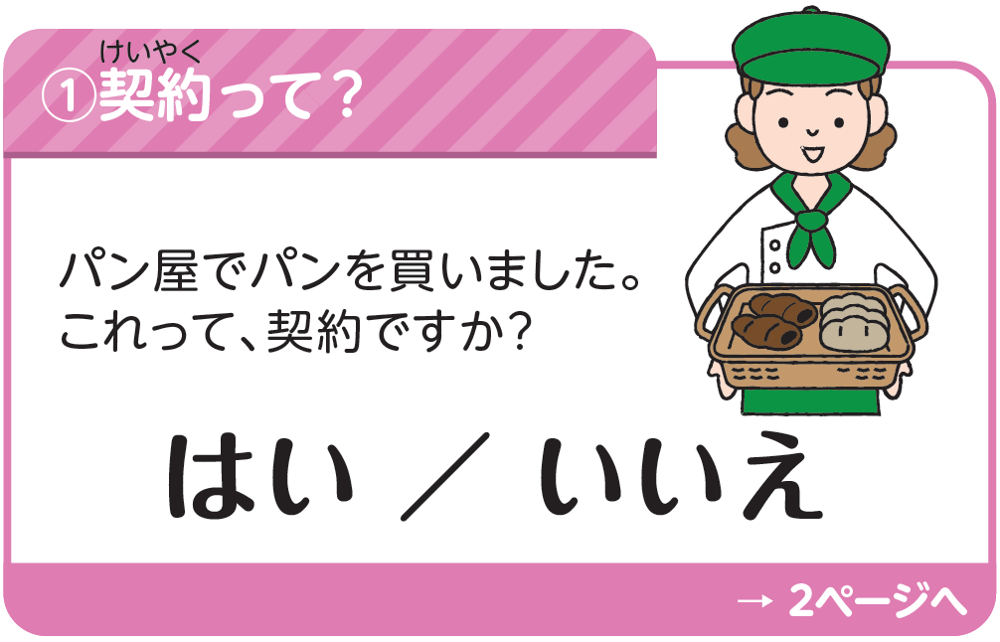 けいやく
①契約って？
パン屋でパンを買いました。
これって、契約ですか？
はい ／ いいえ
→ 2ページへ